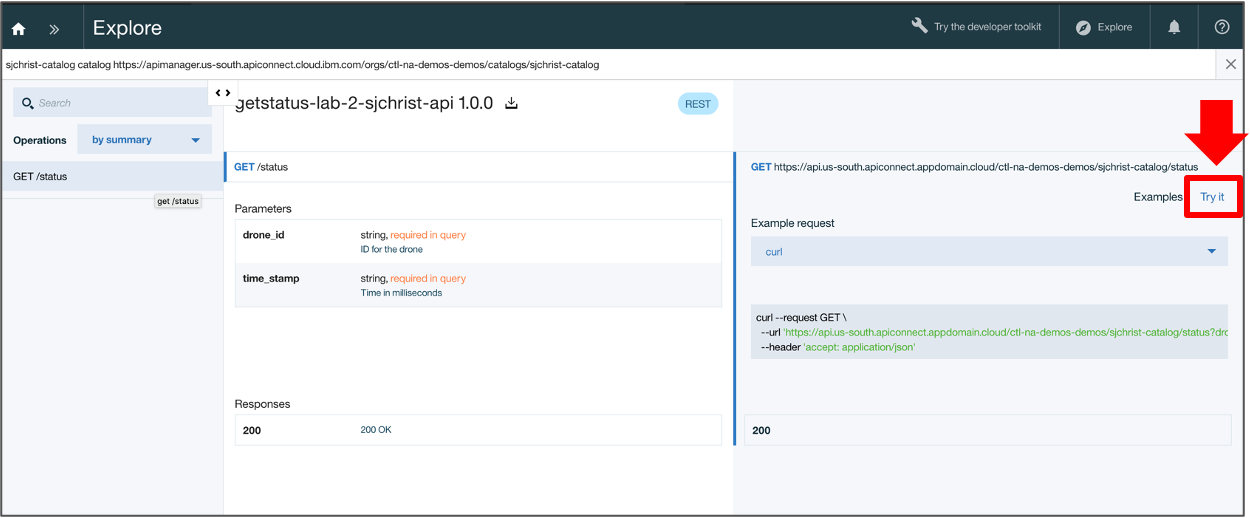 Explore
Try the developer toolkit
Explore
sjchrist-catalog catalog https://apimanager.us-south.apiconnect.cloud.ibm.com/orgs/ctl-na-demos-demos/catalogs/sjchrist-catalog
Search
Operations by summary
GET /status
get /status
getstatus-lab-2-sjchrist-api 1.0.0
REST
GET /status
Parameters
drone_id string, required in query
ID for the drone
time_stamp string, required in query
Time in milliseconds
Responses
200 200 OK
GET https://api.us-south.apiconnect.appdomain.cloud/ctl-na-demos-demos/sjchrist-catalog/status
Examples Try it
Example request
curl
curl --request GET \
--url 'https://api.us-south.apiconnect.appdomain.cloud/ctl-na-demos-demos/sjchrist-catalog/status?dro
--header 'accept: application/json'
200